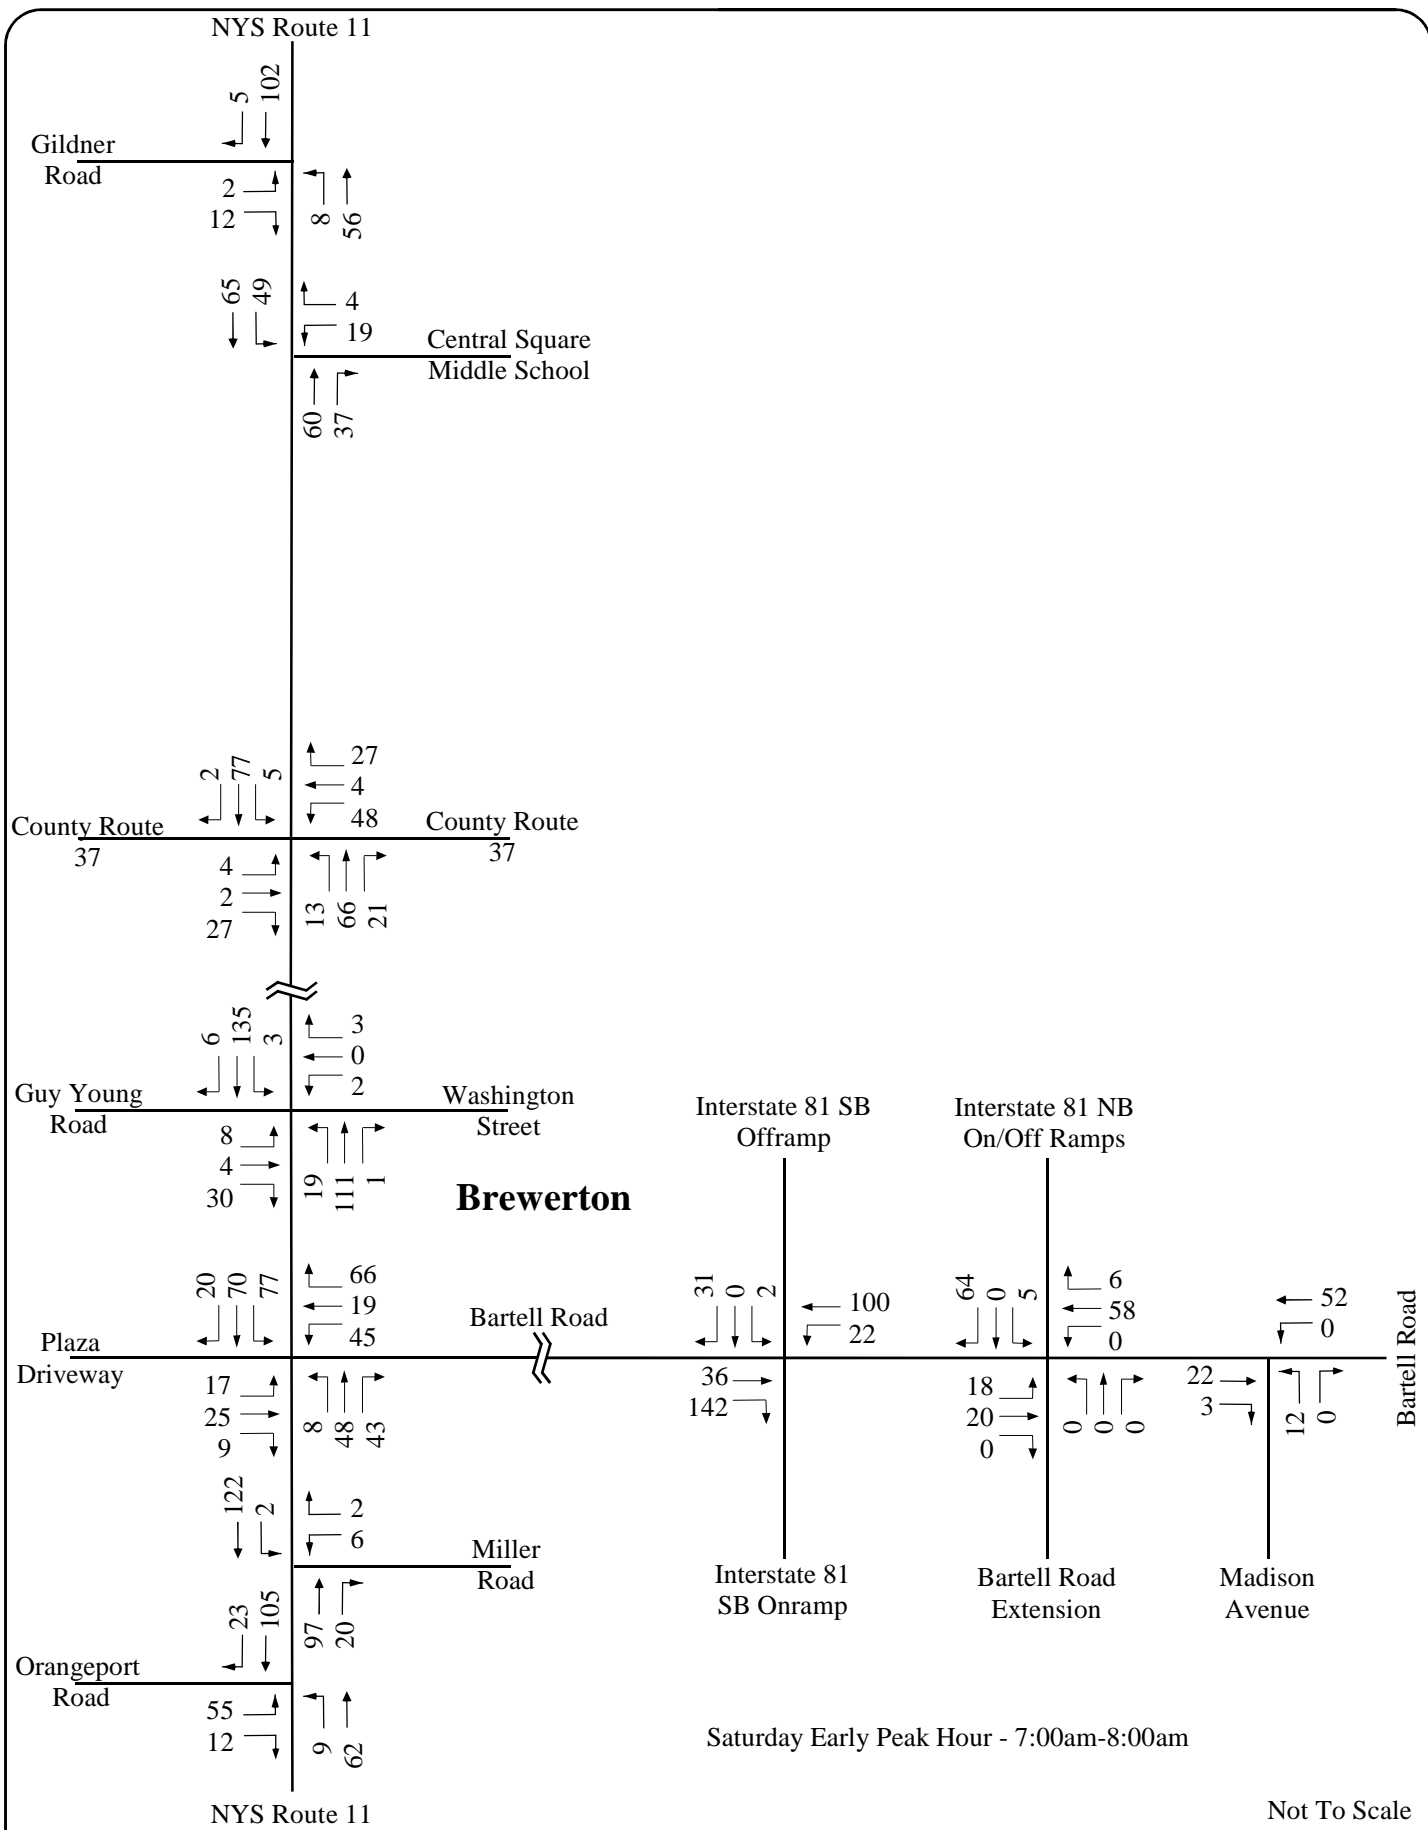 NYS Route 11
5
102
Gildner
Road
2
12
8
56
65
49
4
19
Central Square
Middle School
60
37
2
77
5
27
4
48
County Route
37
County Route
37
4
2
27
13
66
21
6
135
3
3
0
2
Guy Young
Road
Washington
Street
8
4
30
19
111
1
Brewerton
Interstate 81 SB
Offramp
Interstate 81 NB
On/Off Ramps
20
70
77
66
19
45
Plaza
Driveway
Bartell Road
17
25
9
8
48
43
31
0
2
100
22
36
142
64
0
5
6
58
0
18
20
0
0
0
0
52
0
22
3
12
0
Bartell Road
122
2
2
6
Miller
Road
97
20
Interstate 81
SB Onramp
Bartell Road
Extension
Madison
Avenue
23
105
Orangeport
Road
55
12
9
62
Saturday Early Peak Hour - 7:00am-8:00am
NYS Route 11
Not To Scale